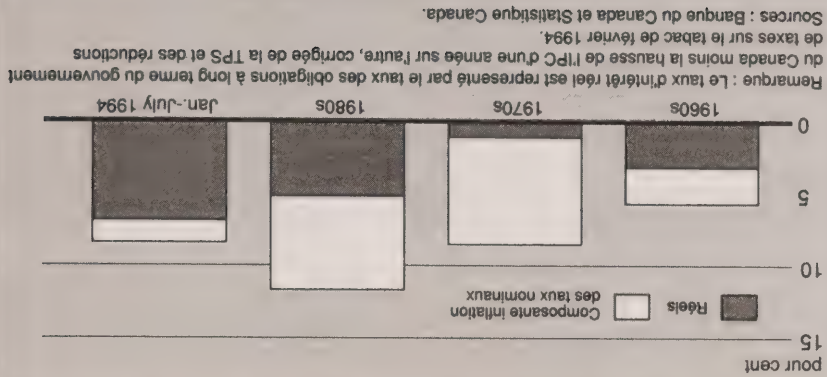 pour cent
15
Réels
Composante inflation
des taux nominaux
10
5
0
1960s 1970s 1980s Jan.-July 1994
Remarque : Le taux d'intérêt réel est representé par le taux des obligations à long terme du gouvernement
du Canada moins la hausse de l'IPC d'une année sur l'autre, corrigée de la TPS et des réductions
de taxes sur le tabac de février 1994.
Sources : Banque du Canada et Statistique Canada.